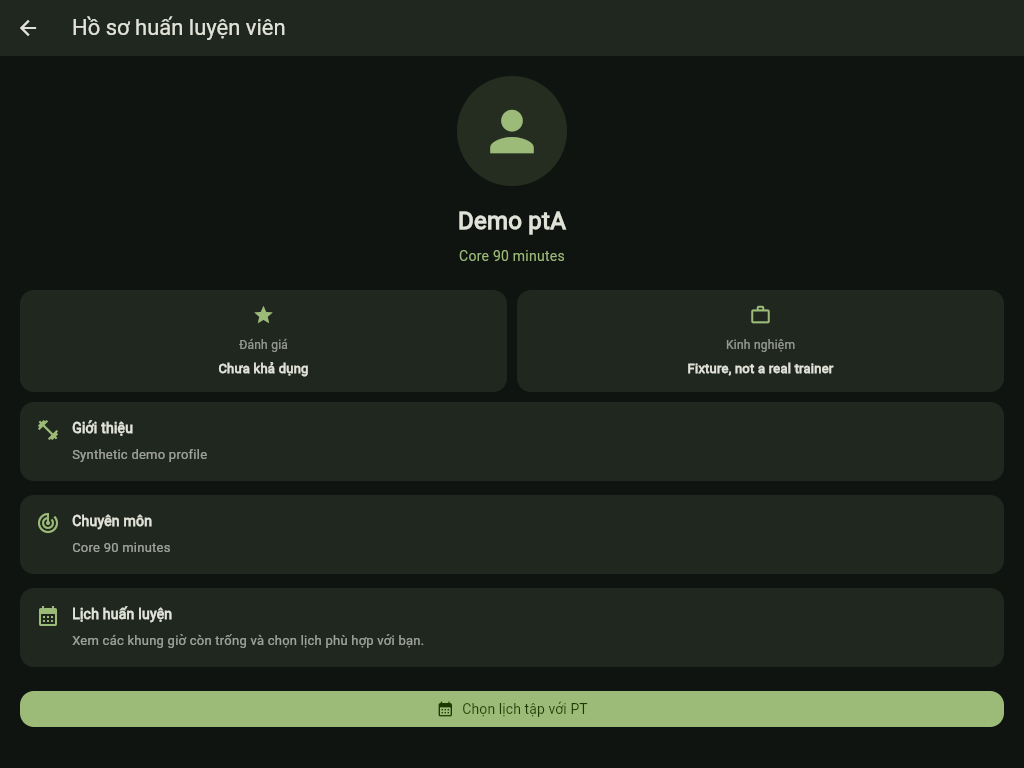 Hồ sơ huấn luyện viên
Demo ptA
Core 90 minutes
Đánh giá
Chưa khả dụng
Kinh nghiệm
Fixture, not a real trainer
Giới thiệu
Synthetic demo profile
Chuyên môn
Core 90 minutes
Lịch huấn luyện
Xem các khung giờ còn trống và chọn lịch phù hợp với bạn.
Chọn lịch tập với PT